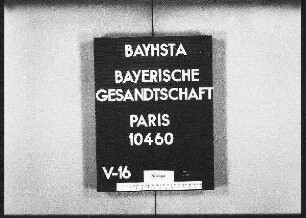 BAYHSTA
BAYERISCHE
GESANDTSCHAFT
PARIS
10460
V-16